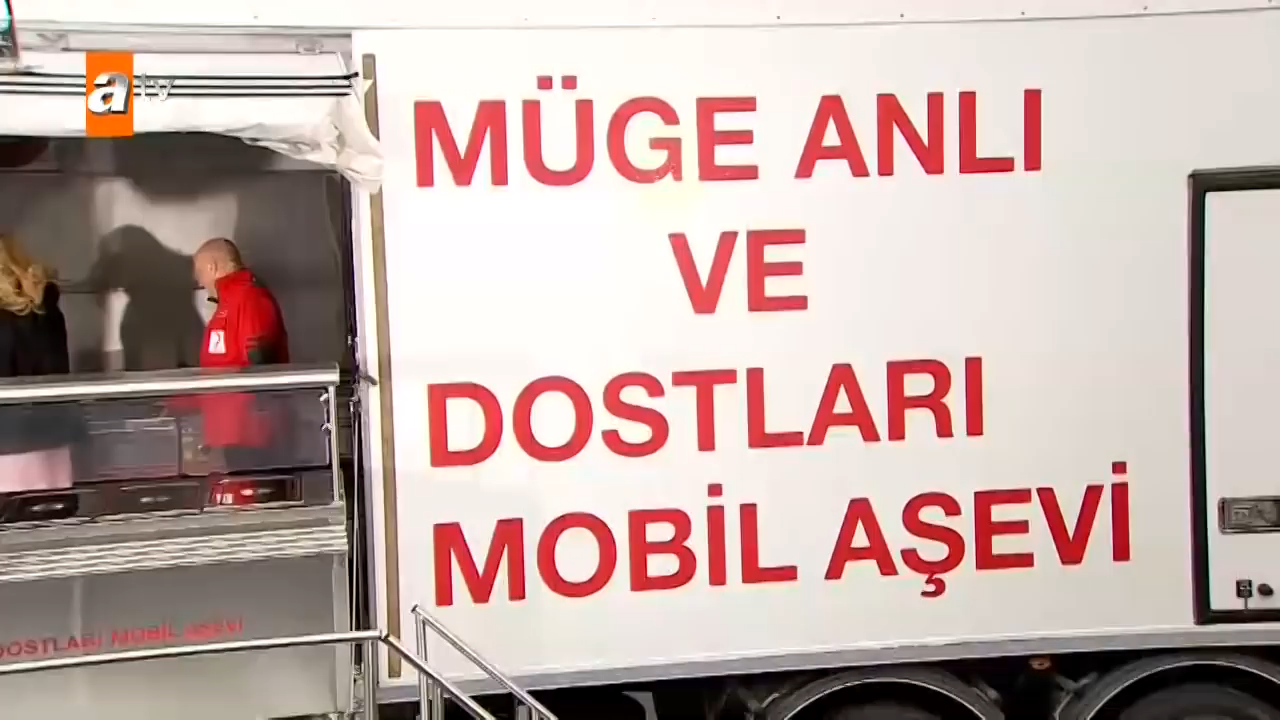 atv
MÜGE ANLI
VE
DOSTLARI
MOBİL AŞEVİ
DOSTLARI MOBİL AŞEVİ